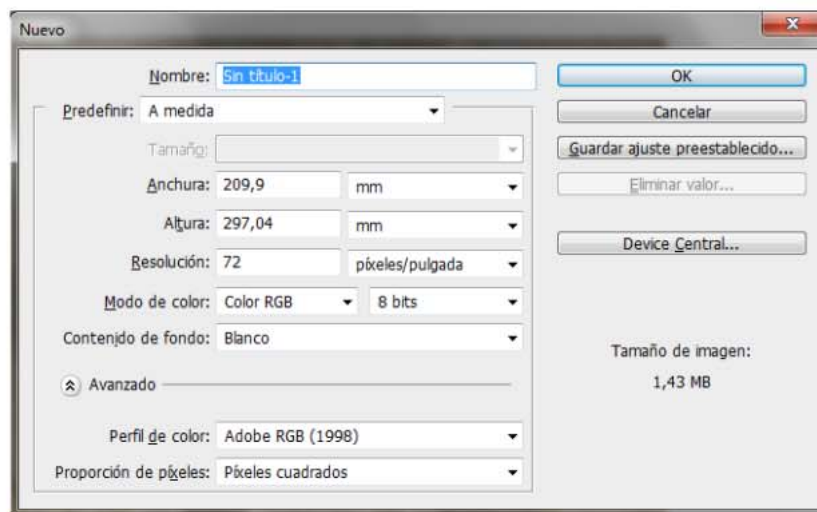 Nuevo
Nombre: Sin título-1
OK
Predefinir: A medida
Cancelar
Tamaño:
Guardar ajuste preestablecido...
Anchura: 209,9 mm
Eliminar valor...
Altura: 297,04 mm
Device Central...
Resolución: 72 píxeles/pulgada
Modo de color: Color RGB 8 bits
Contenido de fondo: Blanco
Tamaño de imagen:
1,43 MB
Avanzado
Perfil de color: Adobe RGB (1998)
Proporción de píxeles: Píxeles cuadrados